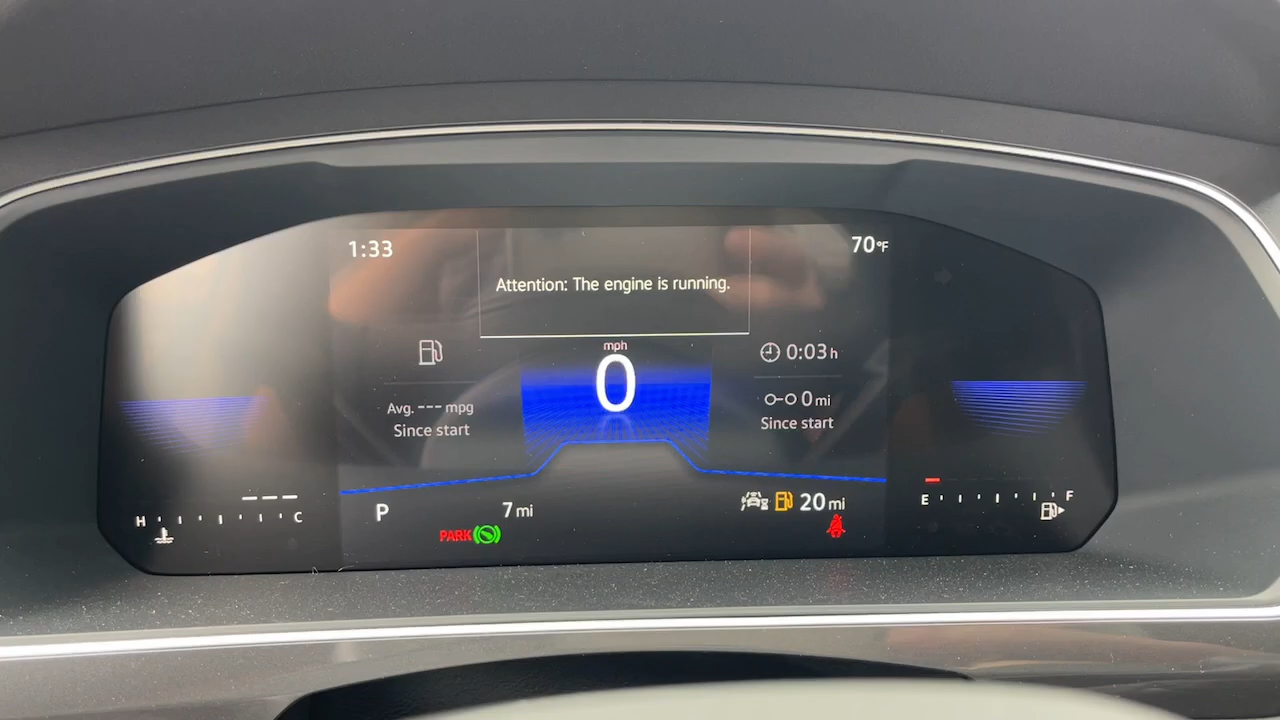 1:33
70°F
Attention: The engine is running.
mph
0
0:03 h
Avg. --- mpg
Since start
0 mi
Since start
P
7 mi
20 mi
PARK
H C
E F